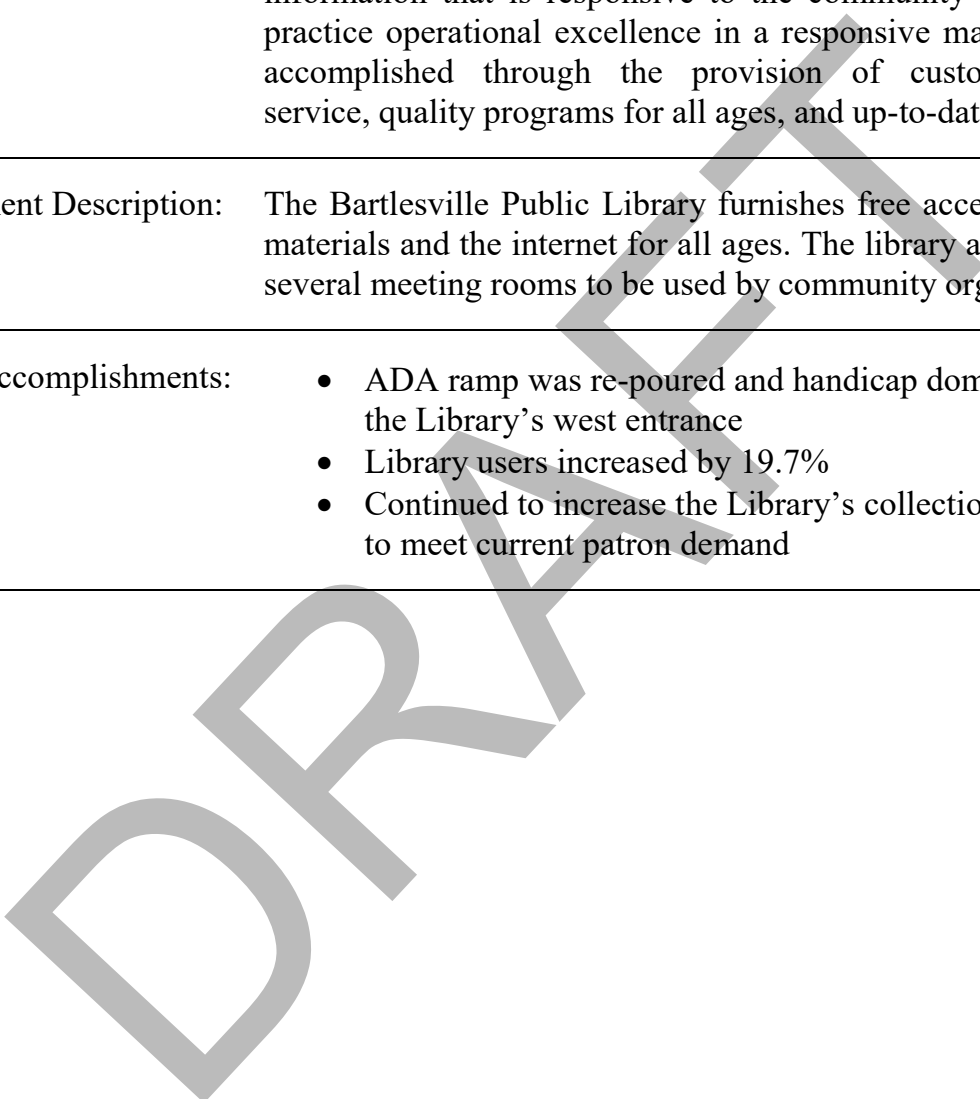 information that is responsive to the community
practice operational excellence in a responsive ma
accomplished through the provision of custo
service, quality programs for all ages, and up-to-dat
ent Description: The Bartlesville Public Library furnishes free acce
materials and the internet for all ages. The library a
several meeting rooms to be used by community org
ccomplishments: • ADA ramp was re-poured and handicap dom
the Library’s west entrance
• Library users increased by 19.7%
• Continued to increase the Library’s collectio
to meet current patron demand
DRAFT